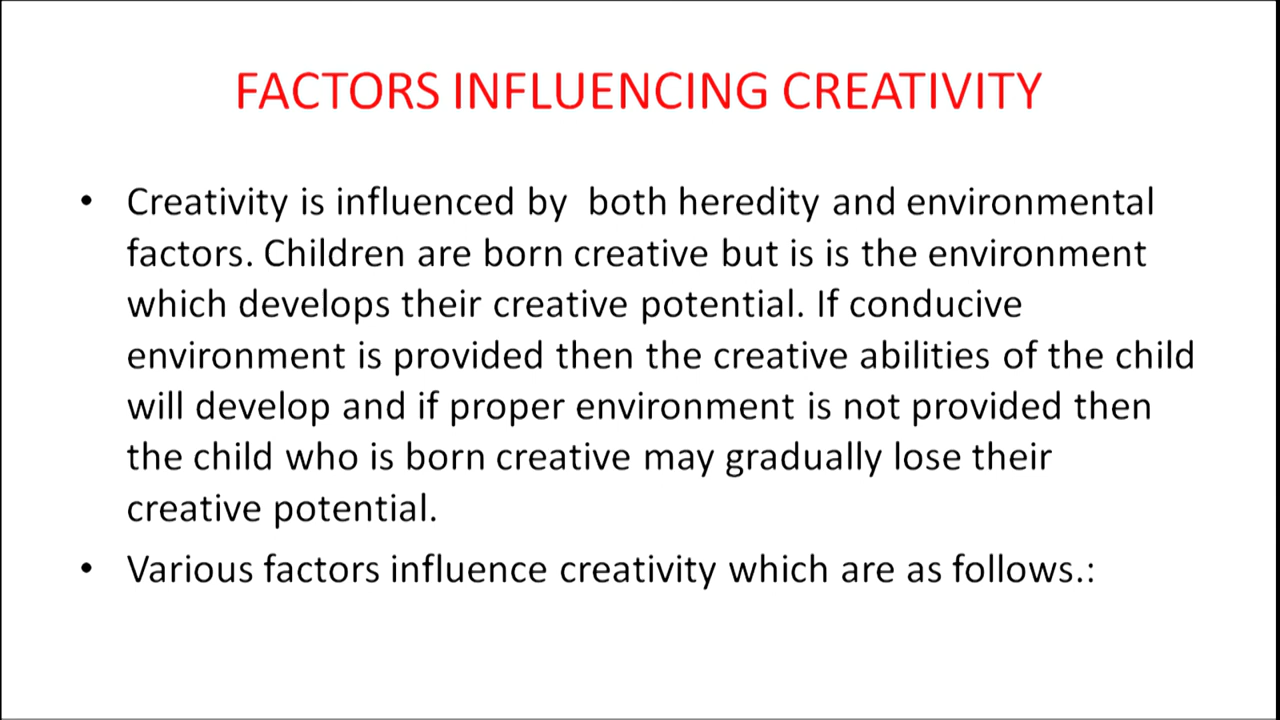 FACTORS INFLUENCING CREATIVITY
• Creativity is influenced by  both heredity and environmental
factors. Children are born creative but is is the environment
which develops their creative potential. If conducive
environment is provided then the creative abilities of the child
will develop and if proper environment is not provided then
the child who is born creative may gradually lose their
creative potential.
• Various factors influence creativity which are as follows.: